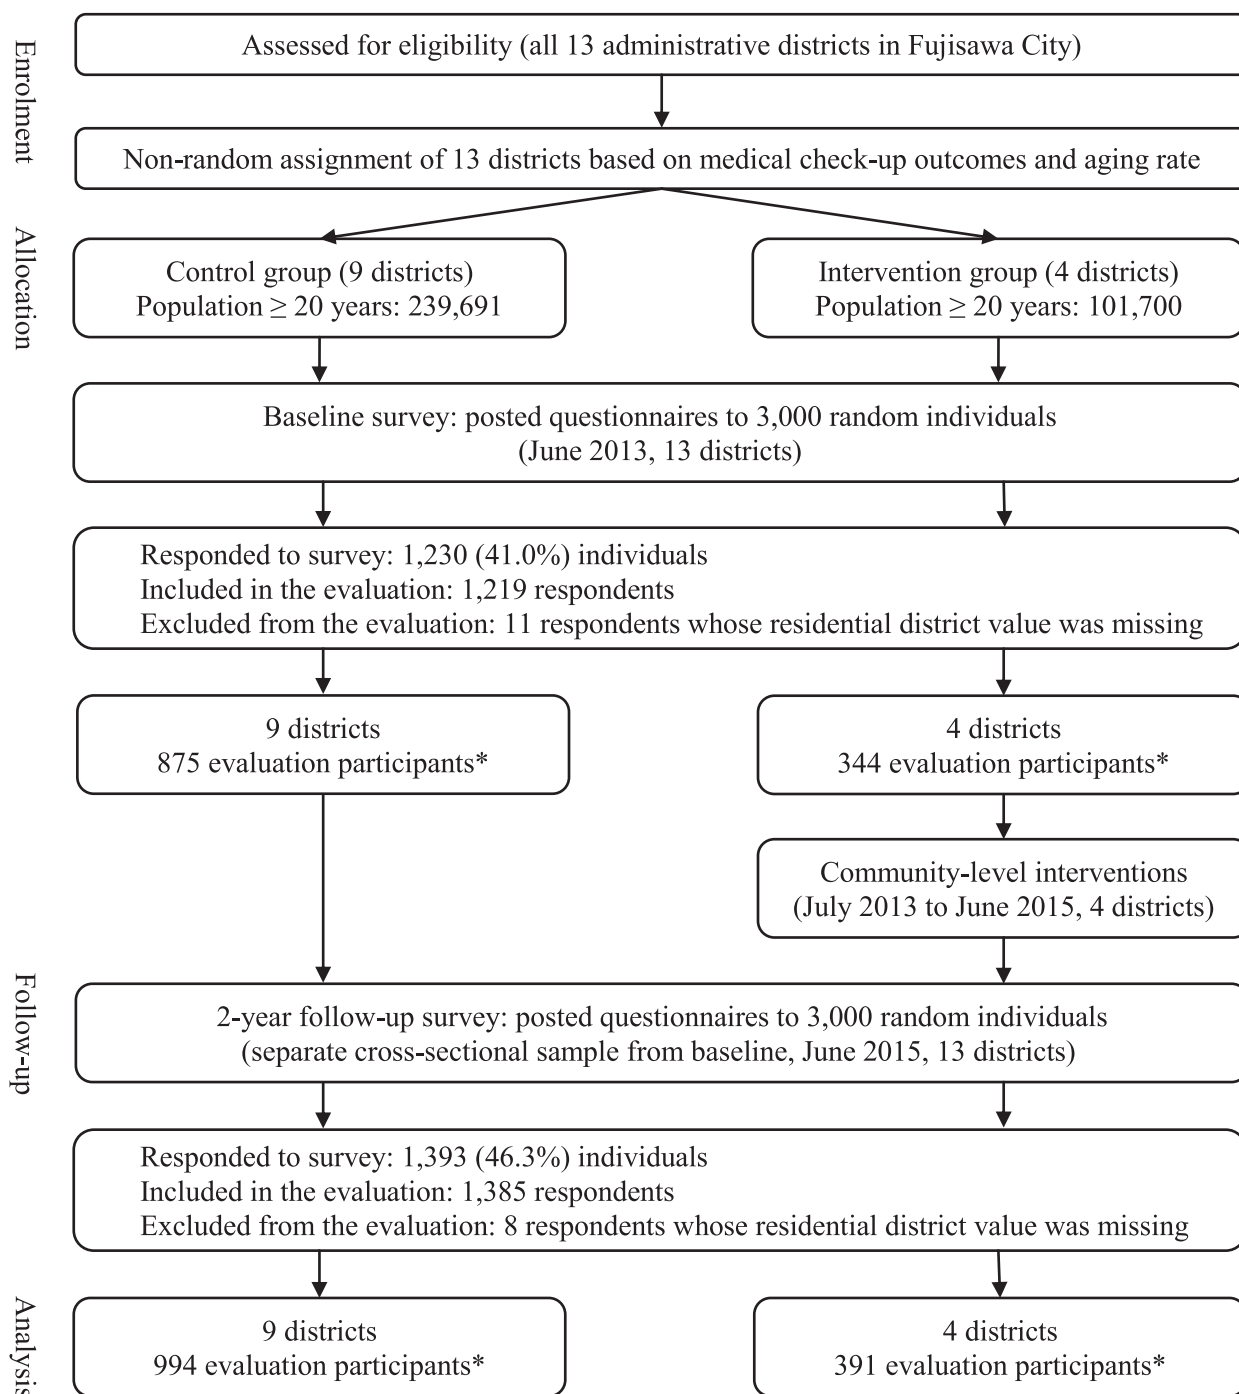 Enrolment
Assessed for eligibility (all 13 administrative districts in Fujisawa City)
Non-random assignment of 13 districts based on medical check-up outcomes and aging rate
Allocation
Control group (9 districts)
Population ≥ 20 years: 239,691
Intervention group (4 districts)
Population ≥ 20 years: 101,700
Baseline survey: posted questionnaires to 3,000 random individuals
(June 2013, 13 districts)
Responded to survey: 1,230 (41.0%) individuals
Included in the evaluation: 1,219 respondents
Excluded from the evaluation: 11 respondents whose residential district value was missing
9 districts
875 evaluation participants*
4 districts
344 evaluation participants*
Community-level interventions
(July 2013 to June 2015, 4 districts)
Follow-up
2-year follow-up survey: posted questionnaires to 3,000 random individuals
(separate cross-sectional sample from baseline, June 2015, 13 districts)
Responded to survey: 1,393 (46.3%) individuals
Included in the evaluation: 1,385 respondents
Excluded from the evaluation: 8 respondents whose residential district value was missing
Analysis
9 districts
994 evaluation participants*
4 districts
391 evaluation participants*